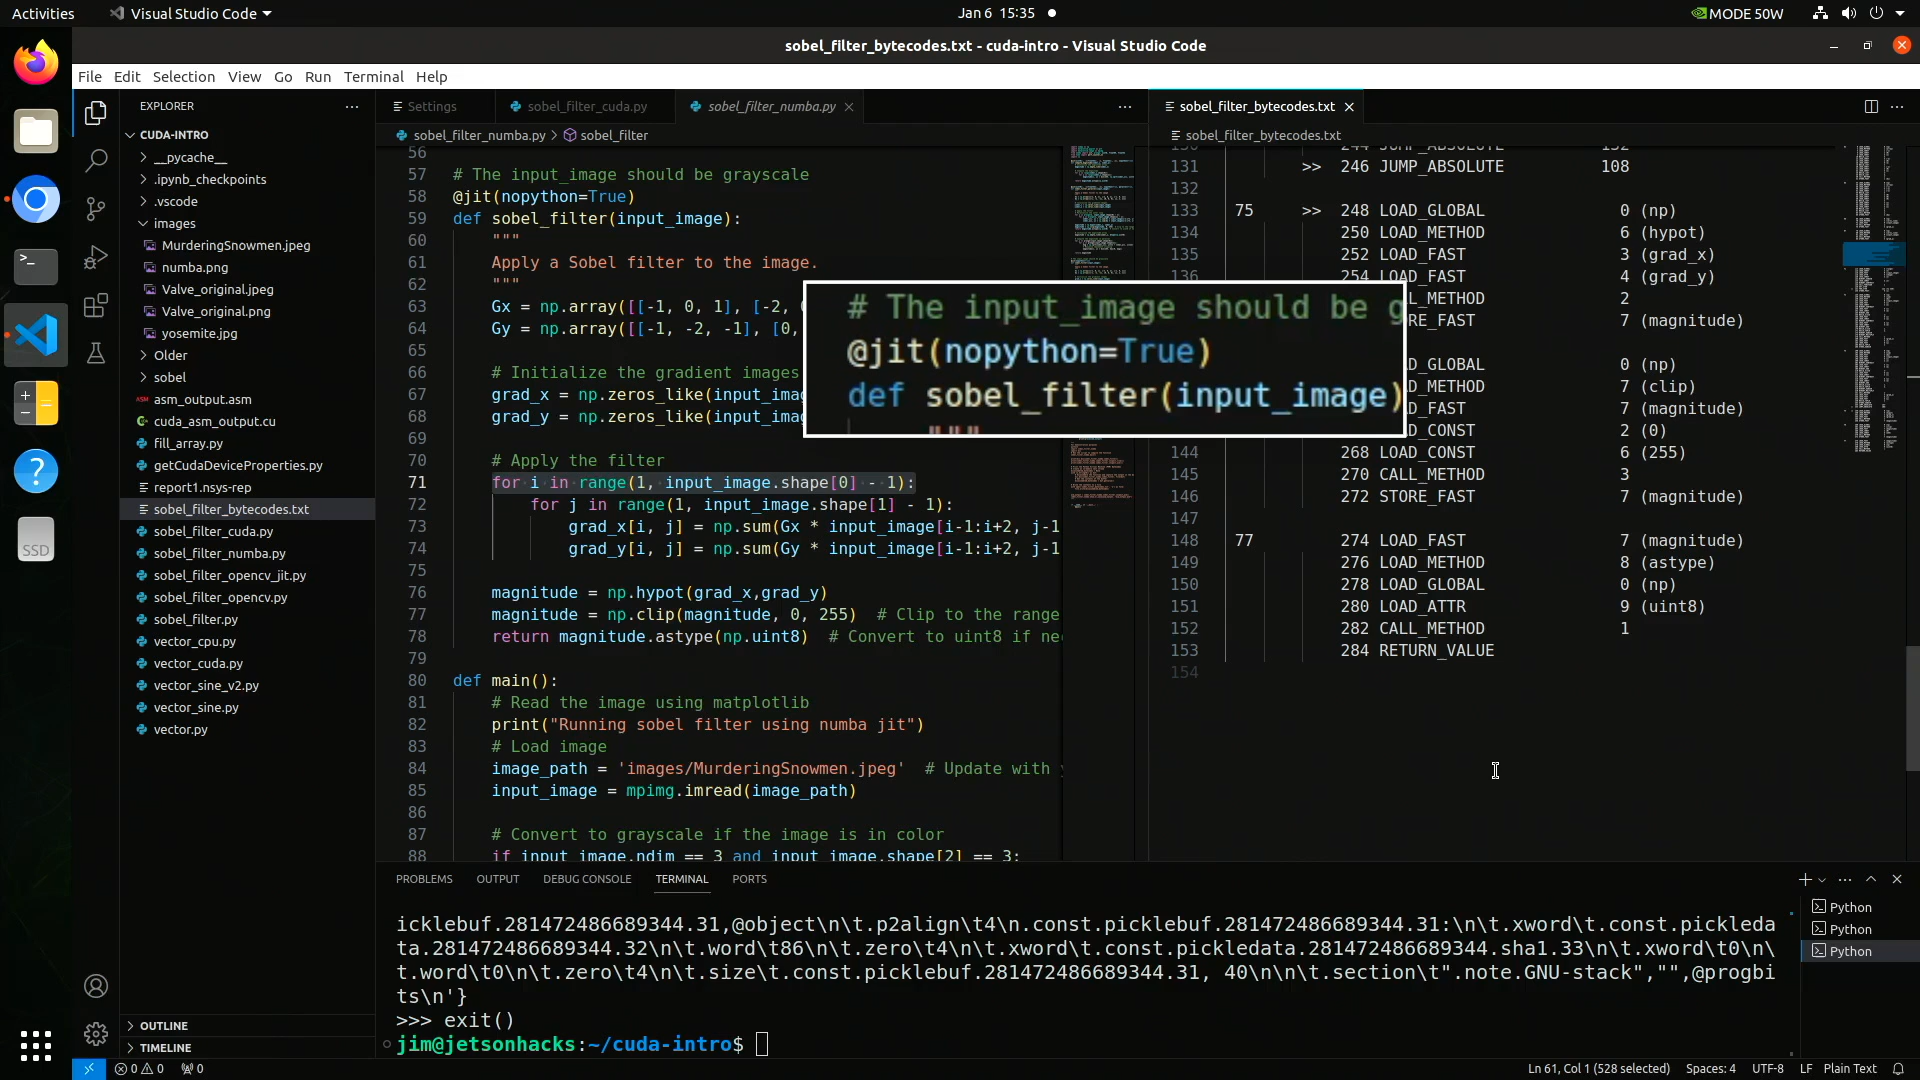 Activities
Visual Studio Code
Jan 6 15:35
MODE 50W
sobel_filter_bytecodes.txt - cuda-intro - Visual Studio Code
File Edit Selection View Go Run Terminal Help
EXPLORER
CUDA-INTRO
__pycache__
.ipynb_checkpoints
.vscode
images
MurderingSnowmen.jpeg
numba.png
Valve_original.jpeg
Valve_original.png
yosemite.jpg
Older
sobel
asm_output.asm
cuda_asm_output.cu
fill_array.py
getCudaDeviceProperties.py
report1.nsys-rep
sobel_filter_bytecodes.txt
sobel_filter_cuda.py
sobel_filter_numba.py
sobel_filter_opencv_jit.py
sobel_filter_opencv.py
sobel_filter.py
vector_cpu.py
vector_cuda.py
vector_sine_v2.py
vector_sine.py
vector.py
OUTLINE
TIMELINE
SSD
Settings
sobel_filter_cuda.py
sobel_filter_numba.py
sobel_filter_numba.py > sobel_filter
56
57 # The input_image should be grayscale
58 @jit(nopython=True)
59 def sobel_filter(input_image):
60 """
61 Apply a Sobel filter to the image.
62 """
63 Gx = np.array([[-1, 0, 1], [-2,
64 Gy = np.array([[-1, -2, -1], [0,
65
66 # Initialize the gradient images
67 grad_x = np.zeros_like(input_imag
68 grad_y = np.zeros_like(input_imag
69
70 # Apply the filter
71 for i in range(1, input_image.shape[0] - 1):
72 for j in range(1, input_image.shape[1] - 1):
73 grad_x[i, j] = np.sum(Gx * input_image[i-1:i+2, j-1
74 grad_y[i, j] = np.sum(Gy * input_image[i-1:i+2, j-1
75
76 magnitude = np.hypot(grad_x,grad_y)
77 magnitude = np.clip(magnitude, 0, 255) # Clip to the range
78 return magnitude.astype(np.uint8) # Convert to uint8 if ne
79
80 def main():
81 # Read the image using matplotlib
82 print("Running sobel filter using numba jit")
83 # Load image
84 image_path = 'images/MurderingSnowmen.jpeg' # Update with
85 input_image = mpimg.imread(image_path)
86
87 # Convert to grayscale if the image is in color
88 if input_image.ndim == 3 and input_image.shape[2] == 3:
# The input_image should be g
@jit(nopython=True)
def sobel_filter(input_image)
"""
sobel_filter_bytecodes.txt
sobel_filter_bytecodes.txt
130 244 JUMP_ABSOLUTE 132
131 >> 246 JUMP_ABSOLUTE 108
132
133 75 >> 248 LOAD_GLOBAL 0 (np)
134 250 LOAD_METHOD 6 (hypot)
135 252 LOAD_FAST 3 (grad_x)
136 254 LOAD_FAST 4 (grad_y)
L_METHOD 2
RE_FAST 7 (magnitude)
D_GLOBAL 0 (np)
D_METHOD 7 (clip)
D_FAST 7 (magnitude)
D_CONST 2 (0)
144 268 LOAD_CONST 6 (255)
145 270 CALL_METHOD 3
146 272 STORE_FAST 7 (magnitude)
147
148 77 274 LOAD_FAST 7 (magnitude)
149 276 LOAD_METHOD 8 (astype)
150 278 LOAD_GLOBAL 0 (np)
151 280 LOAD_ATTR 9 (uint8)
152 282 CALL_METHOD 1
153 284 RETURN_VALUE
154
PROBLEMS OUTPUT DEBUG CONSOLE TERMINAL PORTS
icklebuf.281472486689344.31,@object\n\t.p2align\t4\n.const.picklebuf.281472486689344.31:\n\t.xword\t.const.pickleda
ta.281472486689344.32\n\t.word\t86\n\t.zero\t4\n\t.xword\t.const.pickledata.281472486689344.sha1.33\n\t.xword\t0\n\
t.word\t0\n\t.zero\t4\n\t.size\t.const.picklebuf.281472486689344.31, 40\n\n\t.section\t".note.GNU-stack","",@progbi
ts\n'}
>>> exit()
jim@jetsonhacks:~/cuda-intro$
Python
Python
Python
0 0 0
Ln 61, Col 1 (528 selected) Spaces: 4 UTF-8 LF Plain Text